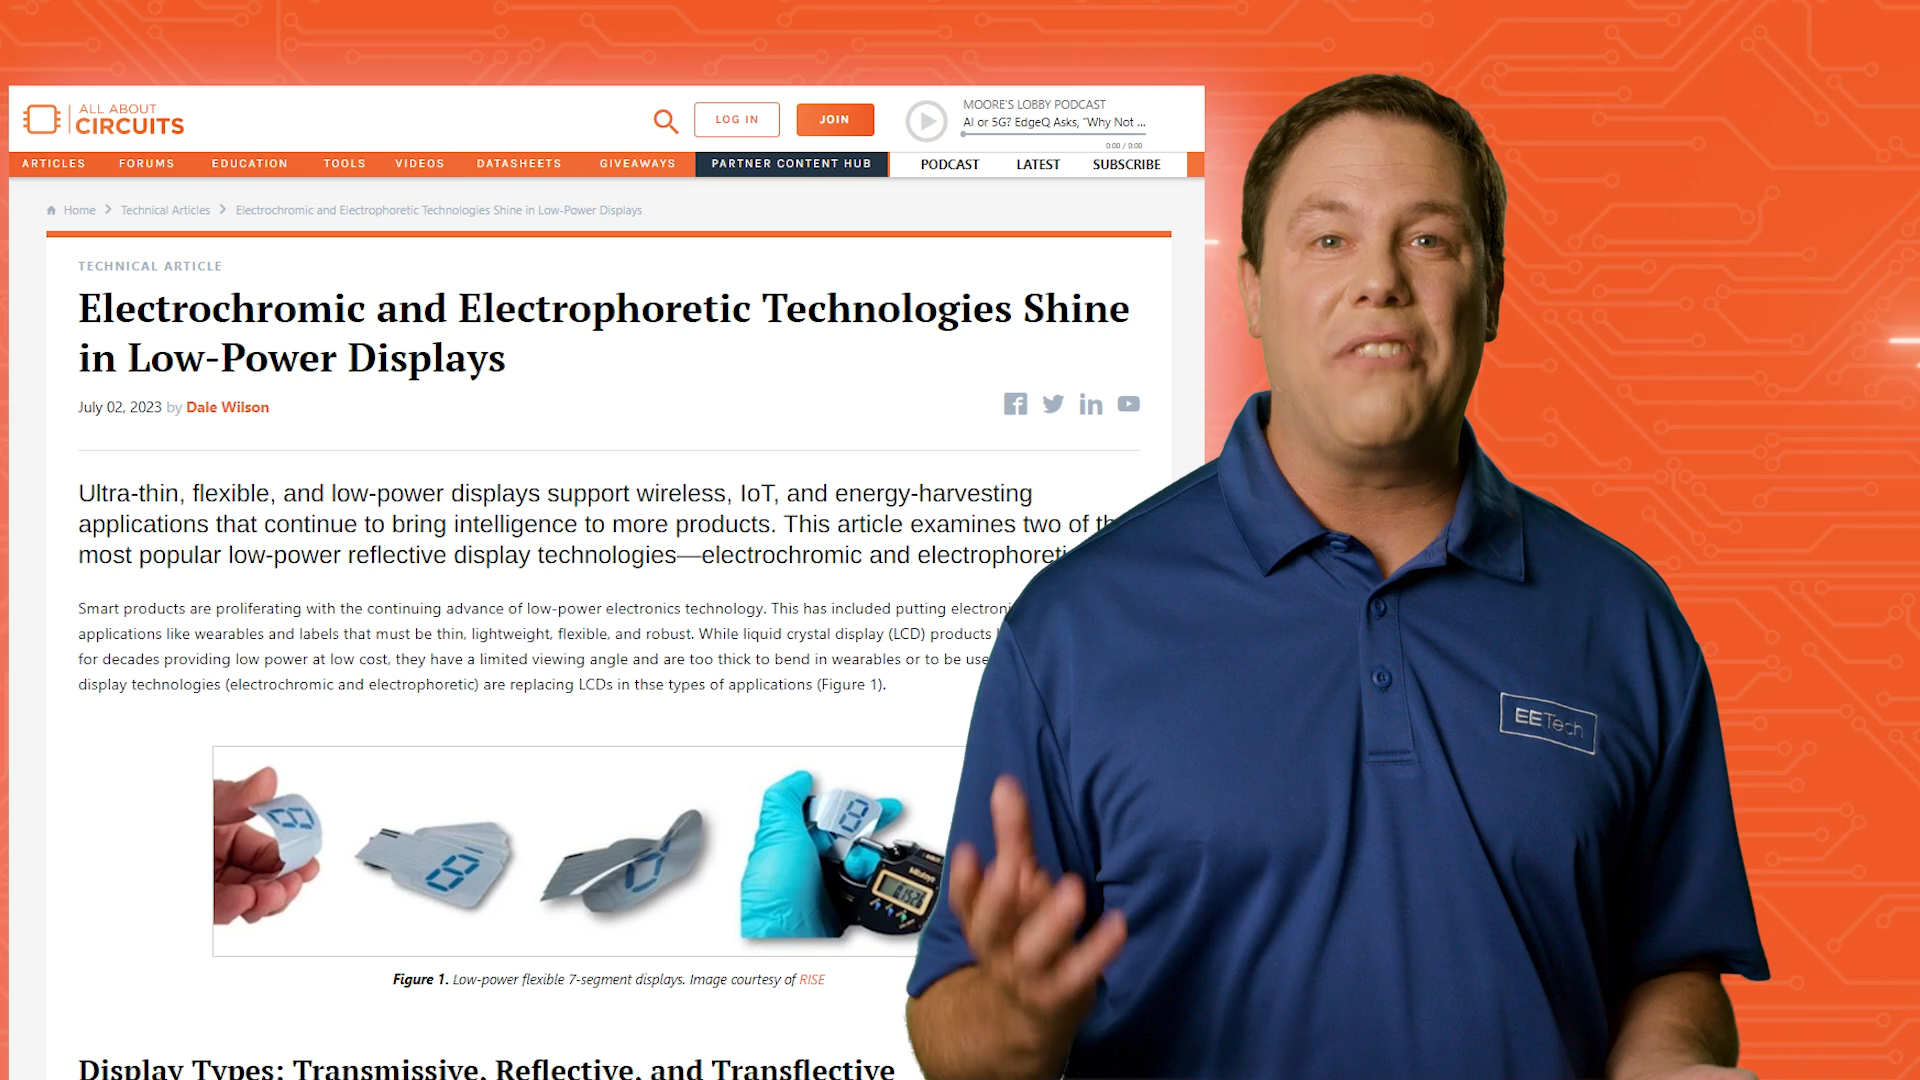 ALL ABOUT
CIRCUITS
LOG IN
JOIN
MOORE'S LOBBY PODCAST
AI or 5G? EdgeQ Asks, "Why Not ...
0:00 / 0:00
ARTICLES FORUMS EDUCATION TOOLS VIDEOS DATASHEETS GIVEAWAYS PARTNER CONTENT HUB PODCAST LATEST SUBSCRIBE
Home > Technical Articles > Electrochromic and Electrophoretic Technologies Shine in Low-Power Displays
TECHNICAL ARTICLE
Electrochromic and Electrophoretic Technologies Shine
in Low-Power Displays
July 02, 2023 by Dale Wilson
Ultra-thin, flexible, and low-power displays support wireless, IoT, and energy-harvesting
applications that continue to bring intelligence to more products. This article examines two of
most popular low-power reflective display technologies—electrochromic and
Smart products are proliferating with the continuing advance of low-power electronics technology. This has included putting
applications like wearables and labels that must be thin, lightweight, flexible, and robust. While liquid crystal display (LCD) products
for decades providing low power at low cost, they have a limited viewing angle and are too thick to bend in wearables or to be
display technologies (electrochromic and electrophoretic) are replacing LCDs in thse types of applications (Figure 1).
Figure 1. Low-power flexible 7-segment displays. Image courtesy of RISE
Display Types: Transmissive, Reflective, and Transflective
EETech